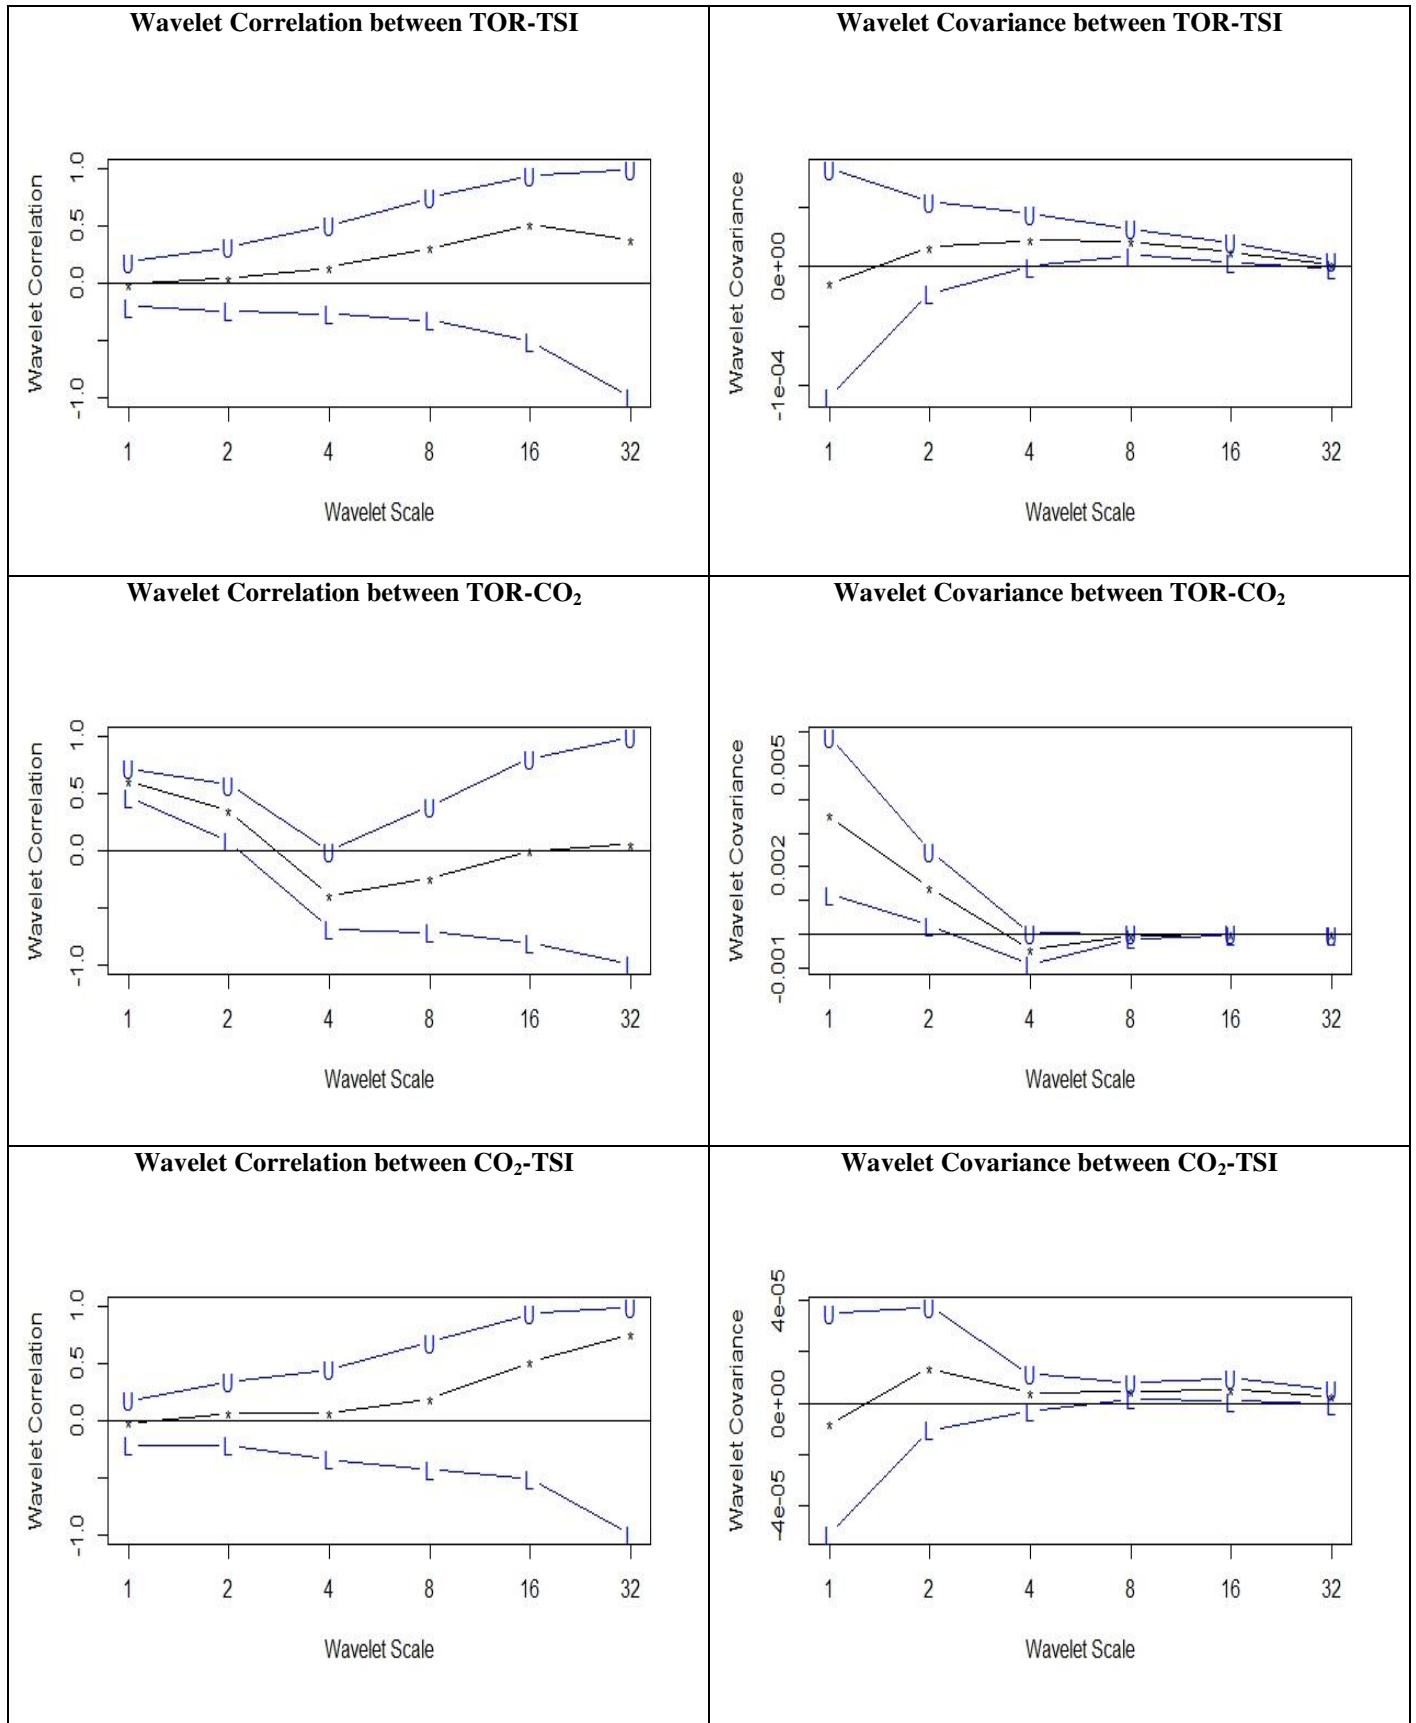 Wavelet Correlation between TOR-TSI
Wavelet Correlation
1.0
0.5
0.0
-1.0
U U U U U U
* * * * * *
L L L L L L
1 2 4 8 16 32
Wavelet Scale
Wavelet Covariance between TOR-TSI
Wavelet Covariance
0e+00
-1e-04
U U U U U U
* * * * * *
L L L L L L
1 2 4 8 16 32
Wavelet Scale
Wavelet Correlation between TOR-CO₂
Wavelet Correlation
1.0
0.5
0.0
-1.0
U U U U U U
* * * * * *
L L L L L L
1 2 4 8 16 32
Wavelet Scale
Wavelet Covariance between TOR-CO₂
Wavelet Covariance
0.005
0.002
-0.001
U U U U U U
* * * * * *
L L L L L L
1 2 4 8 16 32
Wavelet Scale
Wavelet Correlation between CO₂-TSI
Wavelet Correlation
1.0
0.5
0.0
-1.0
U U U U U U
* * * * * *
L L L L L L
1 2 4 8 16 32
Wavelet Scale
Wavelet Covariance between CO₂-TSI
Wavelet Covariance
4e-05
0e+00
-4e-05
U U U U U U
* * * * * *
L L L L L L
1 2 4 8 16 32
Wavelet Scale